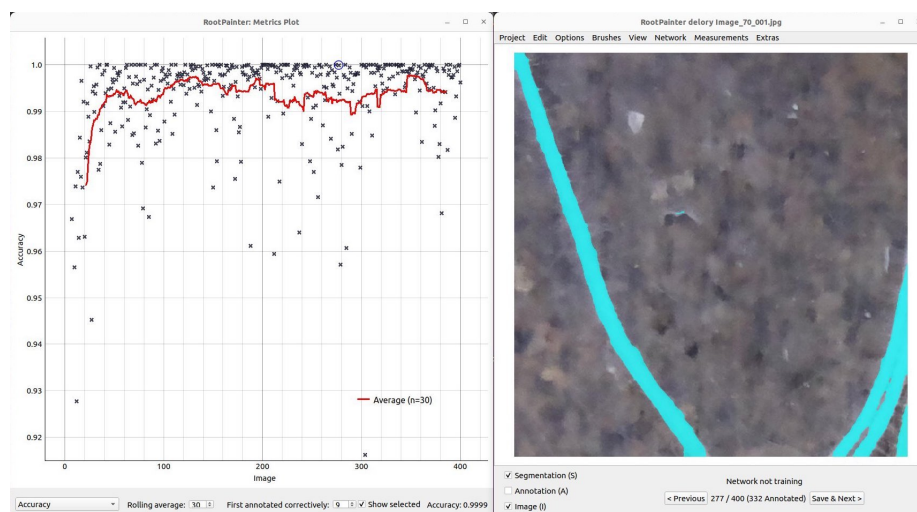 RootPainter: Metrics Plot
1.0
0.99
0.98
0.97
0.96
0.95
0.94
0.93
0.92
Accuracy
0
100
200
300
400
Image
Average (n=30)
Accuracy
Rolling average: 30
First annotated correctively: 9
Show selected
Accuracy: 0.9999
RootPainter delory Image_70_001.jpg
Project Edit Options Brushes View Network Measurements Extras
Segmentation (S)
Annotation (A)
Image (I)
Network not training
< Previous 277 / 400 (332 Annotated) Save & Next >